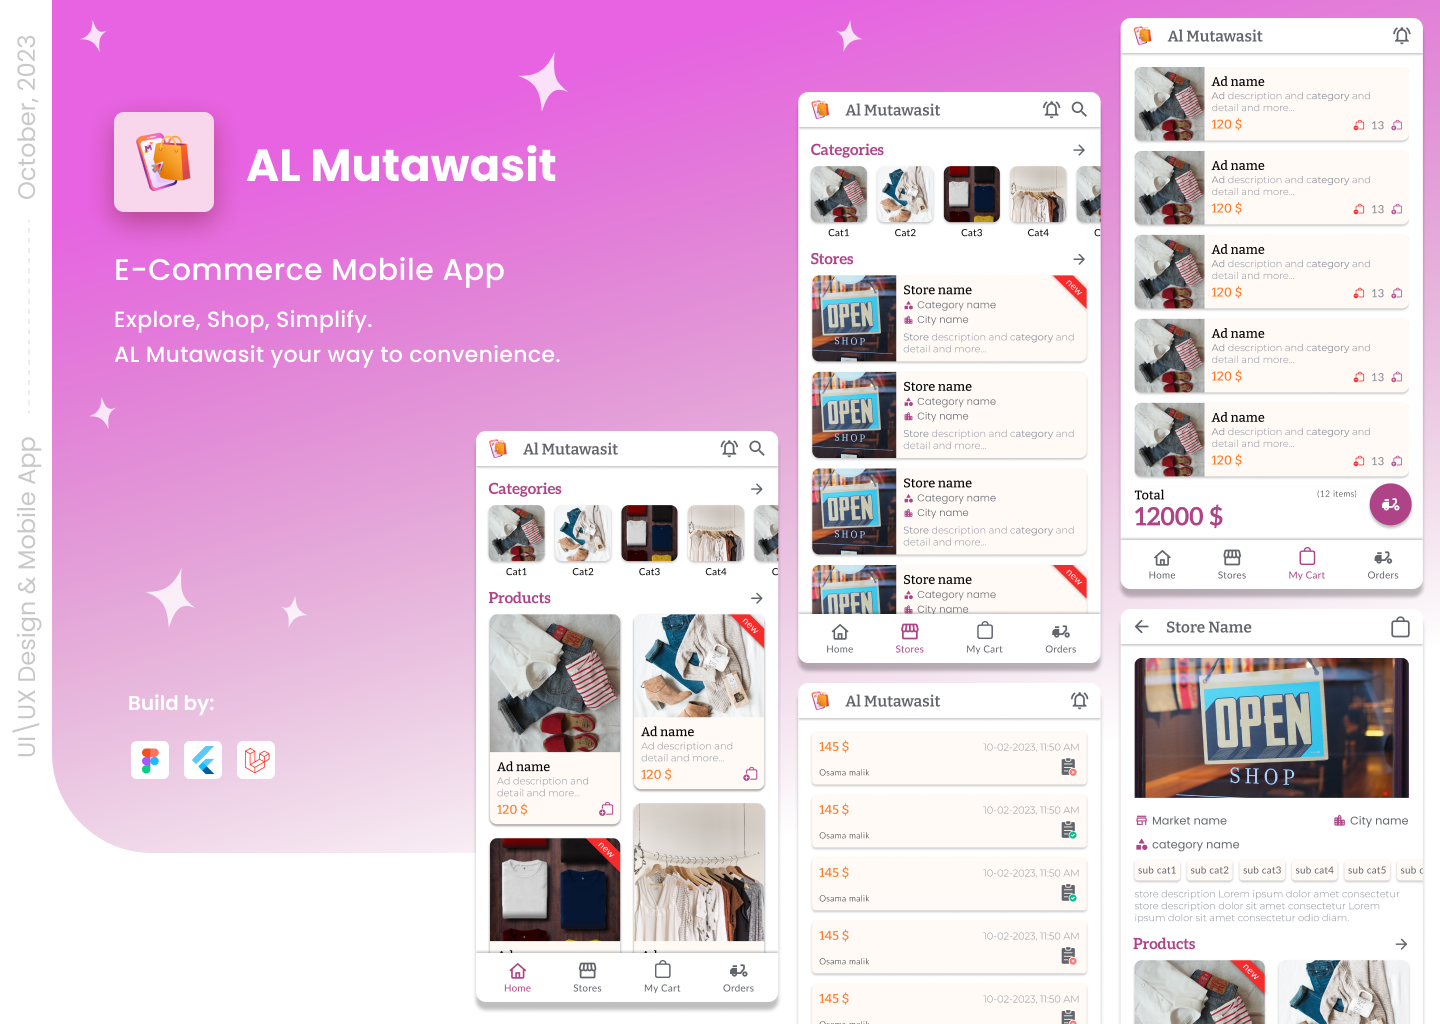 October, 2023
UI\UX Design & Mobile App
AL Mutawasit
E-Commerce Mobile App
Explore, Shop, Simplify.
AL Mutawasit your way to convenience.
Build by:
Al Mutawasit
Categories
Cat1 Cat2 Cat3 Cat4 C
Products
new
Ad name
Ad description and
detail and more...
120 $
Ad name
Ad description and
detail and more...
120 $
new
Home Stores My Cart Orders
Al Mutawasit
Categories
Cat1 Cat2 Cat3 Cat4 C
Stores
OPEN
SHOP
Store name
new
Category name
City name
Store description and category and
detail and more...
OPEN
SHOP
Store name
Category name
City name
Store description and category and
detail and more...
OPEN
SHOP
Store name
Category name
City name
Store description and category and
detail and more...
OPEN
Store name
new
Category name
City name
Home Stores My Cart Orders
Al Mutawasit
145 $ 10-02-2023, 11:50 AM
Osama malik
145 $ 10-02-2023, 11:50 AM
Osama malik
145 $ 10-02-2023, 11:50 AM
Osama malik
145 $ 10-02-2023, 11:50 AM
Osama malik
145 $ 10-02-2023, 11:50 AM
Al Mutawasit
Ad name
Ad description and category and
detail and more...
120 $ 13
Ad name
Ad description and category and
detail and more...
120 $ 13
Ad name
Ad description and category and
detail and more...
120 $ 13
Ad name
Ad description and category and
detail and more...
120 $ 13
Ad name
Ad description and category and
detail and more...
120 $ 13
Total (12 items)
12000 $
Home Stores My Cart Orders
Store Name
OPEN
SHOP
Market name City name
category name
sub cat1 sub cat2 sub cat3 sub cat4 sub cat5 sub c
store description Lorem ipsum dolor amet consectetur
store description dolor sit amet consectetur Lorem
ipsum dolor sit amet consectetur odio diam.
Products
new